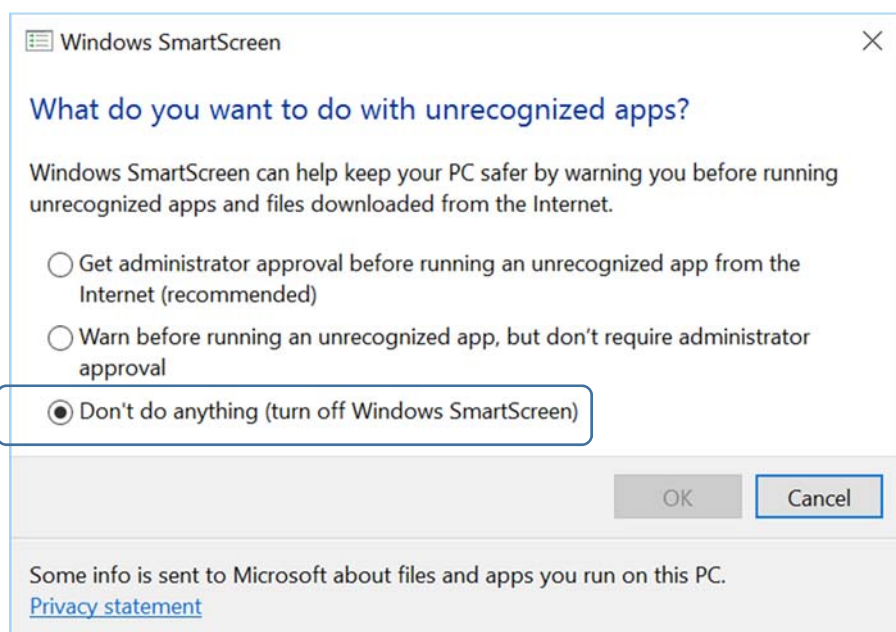 Windows SmartScreen
What do you want to do with unrecognized apps?
Windows SmartScreen can help keep your PC safer by warning you before running
unrecognized apps and files downloaded from the Internet.
Get administrator approval before running an unrecognized app from the
Internet (recommended)
Warn before running an unrecognized app, but don’t require administrator
approval
Don't do anything (turn off Windows SmartScreen)
OK
Cancel
Some info is sent to Microsoft about files and apps you run on this PC.
Privacy statement